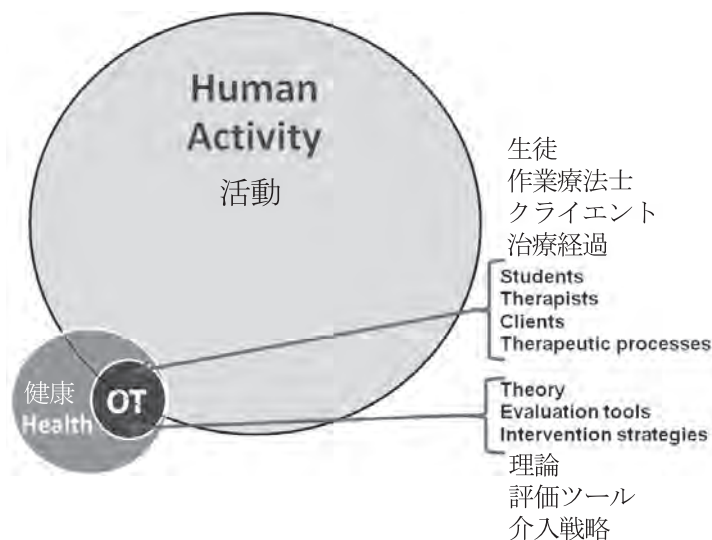 Human
Activity
活動
生徒
作業療法士
クライエント
治療経過
Students
Therapists
Clients
Therapeutic processes
健康
Health
OT
Theory
Evaluation tools
Intervention strategies
理論
評価ツール
介入戦略